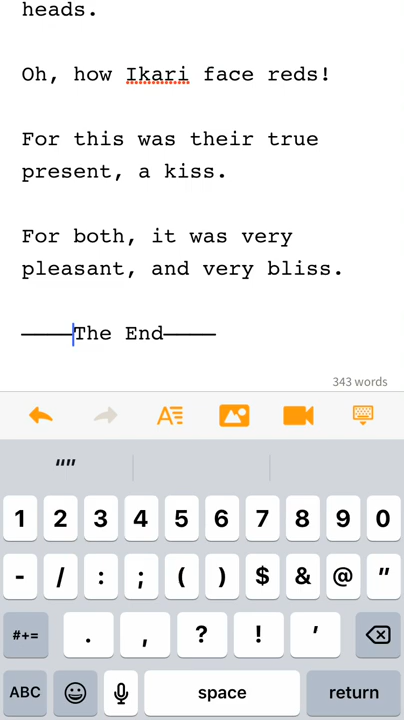 heads.
Oh, how Ikari face reds!
For this was their true
present, a kiss.
For both, it was very
pleasant, and very bliss.
————The End————
343 words
A
""
1 2 3 4 5 6 7 8 9 0
- / : ; ( ) $ & @ "
#+= . , ? ! '
ABC space return